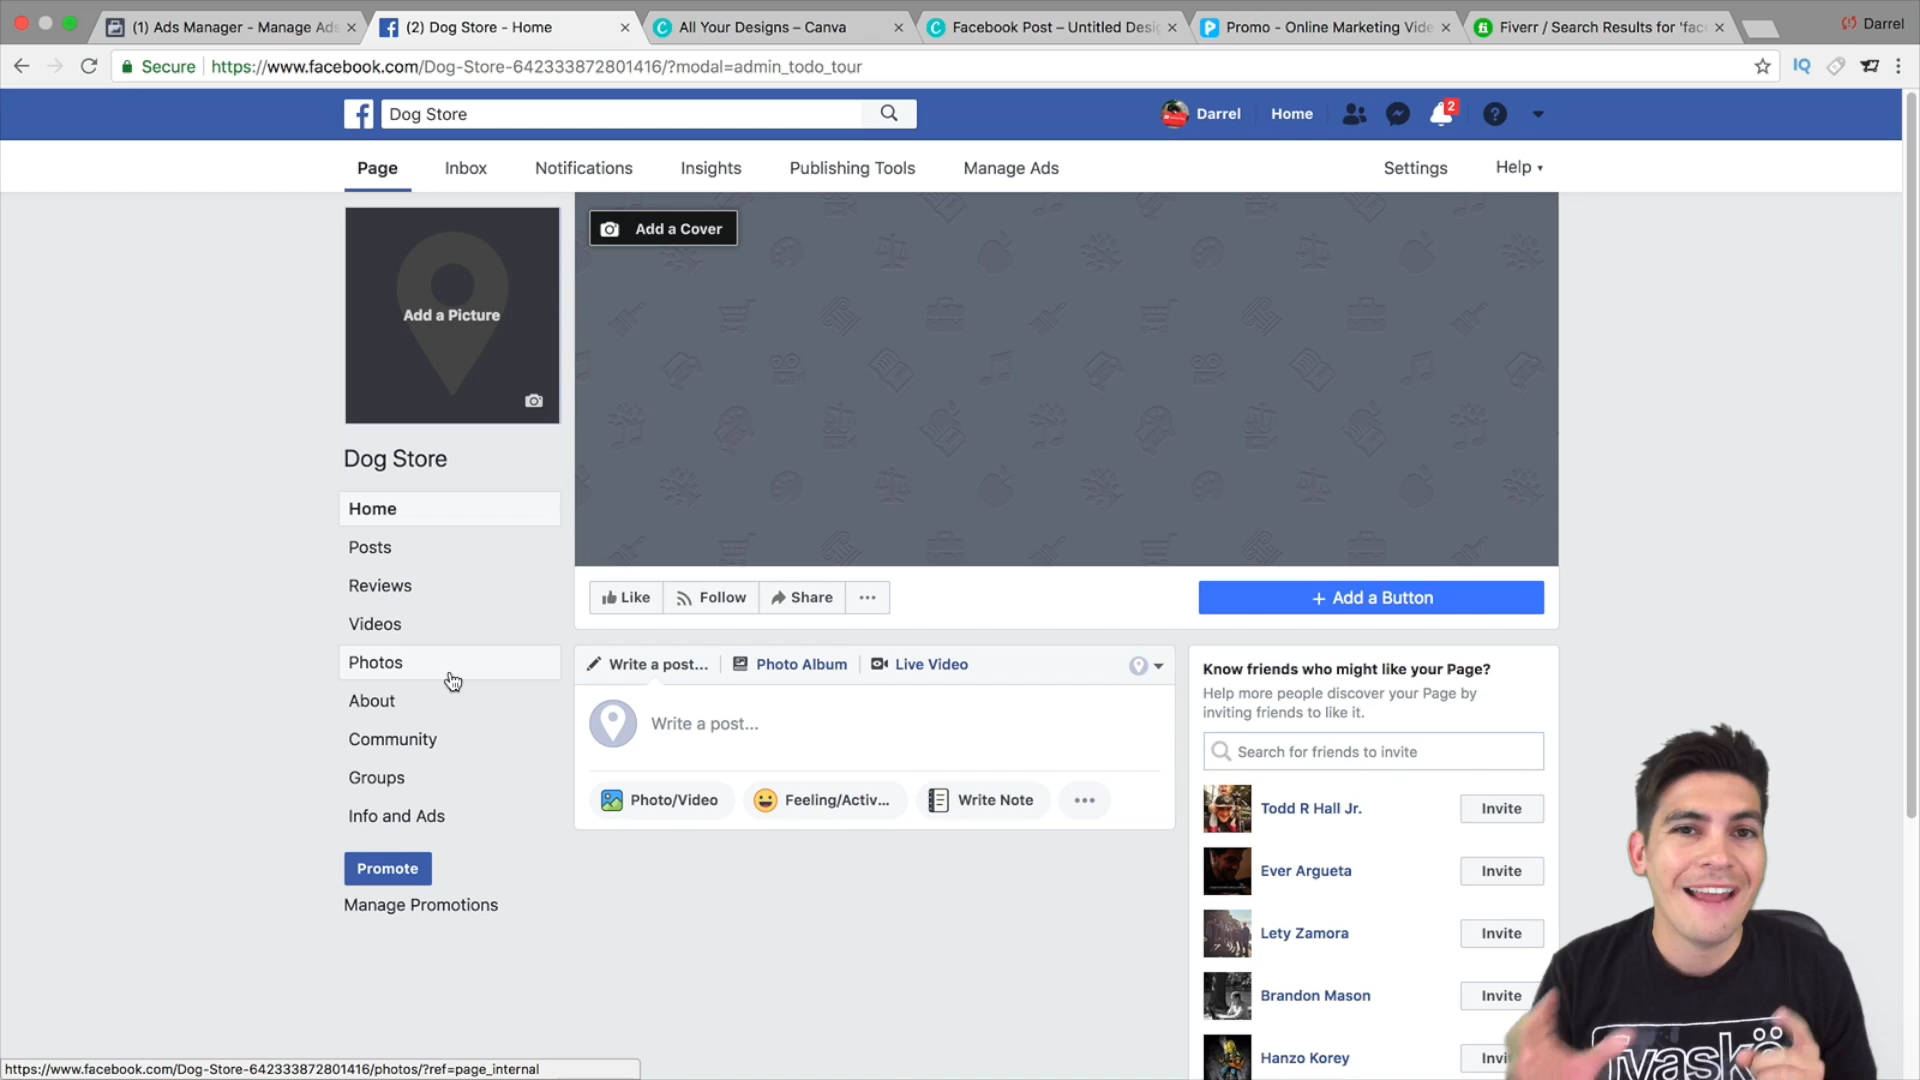 (1) Ads Manager - Manage Ads
(2) Dog Store - Home
All Your Designs – Canva
Facebook Post – Untitled Desi
Promo - Online Marketing Vide
Fiverr / Search Results for 'fac
Darrel
Secure
https://www.facebook.com/Dog-Store-642333872801416/?modal=admin_todo_tour
IQ
Dog Store
Darrel
Home
2
Page
Inbox
Notifications
Insights
Publishing Tools
Manage Ads
Settings
Help
Add a Cover
Add a Picture
Dog Store
Home
Posts
Reviews
Videos
Photos
About
Community
Groups
Info and Ads
Promote
Manage Promotions
Like
Follow
Share
+ Add a Button
Write a post...
Photo Album
Live Video
Write a post...
Photo/Video
Feeling/Activ...
Write Note
Know friends who might like your Page?
Help more people discover your Page by
inviting friends to like it.
Search for friends to invite
Todd R Hall Jr.
Invite
Ever Argueta
Invite
Lety Zamora
Invite
Brandon Mason
Invite
Hanzo Korey
Invi
https://www.facebook.com/Dog-Store-642333872801416/photos/?ref=page_internal